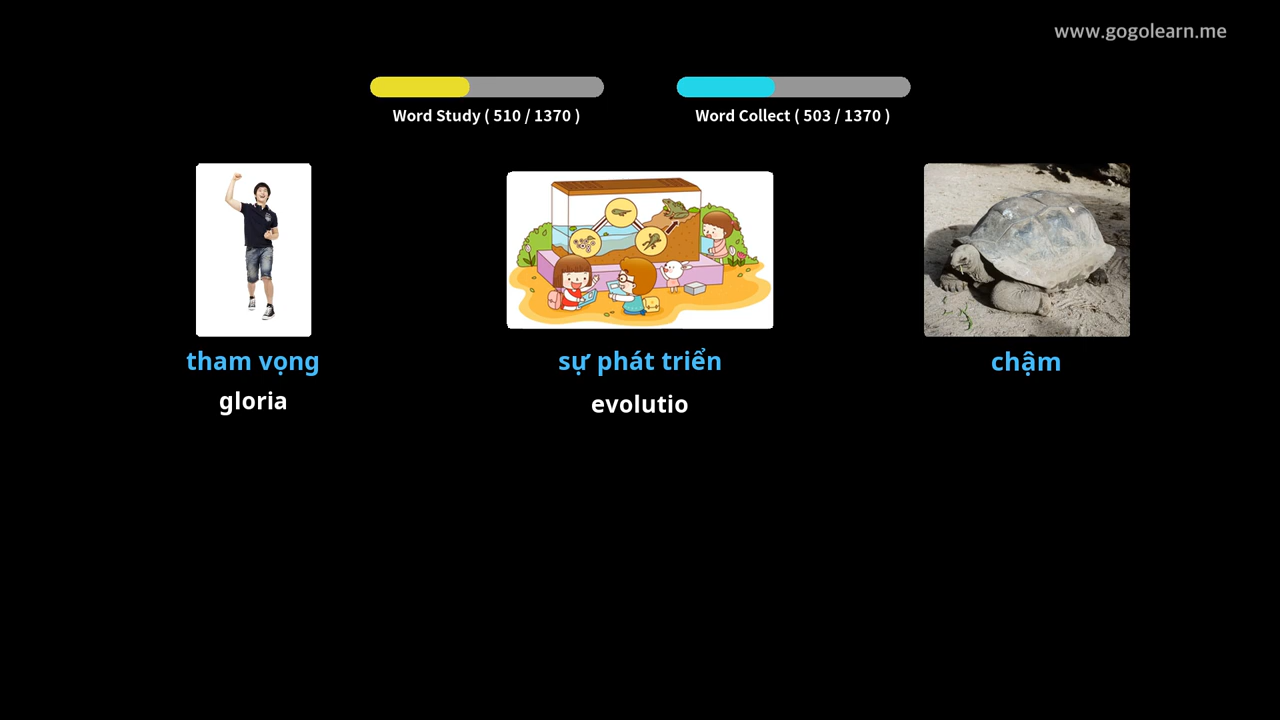 www.gogolearn.me
Word Study ( 510 / 1370 )
Word Collect ( 503 / 1370 )
tham vọng
sự phát triển
chậm
gloria
evolutio